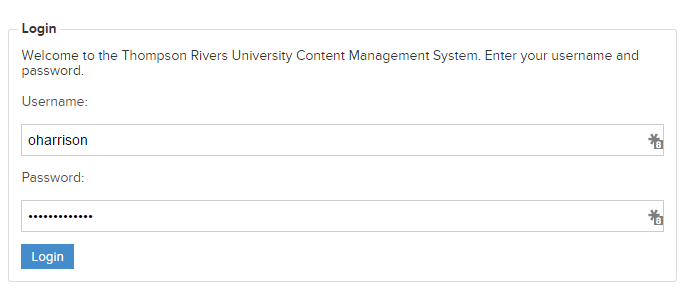 Login
Welcome to the Thompson Rivers University Content Management System. Enter your username and
password.
Username:
oharrison
Password:
•••••••••••••
Login